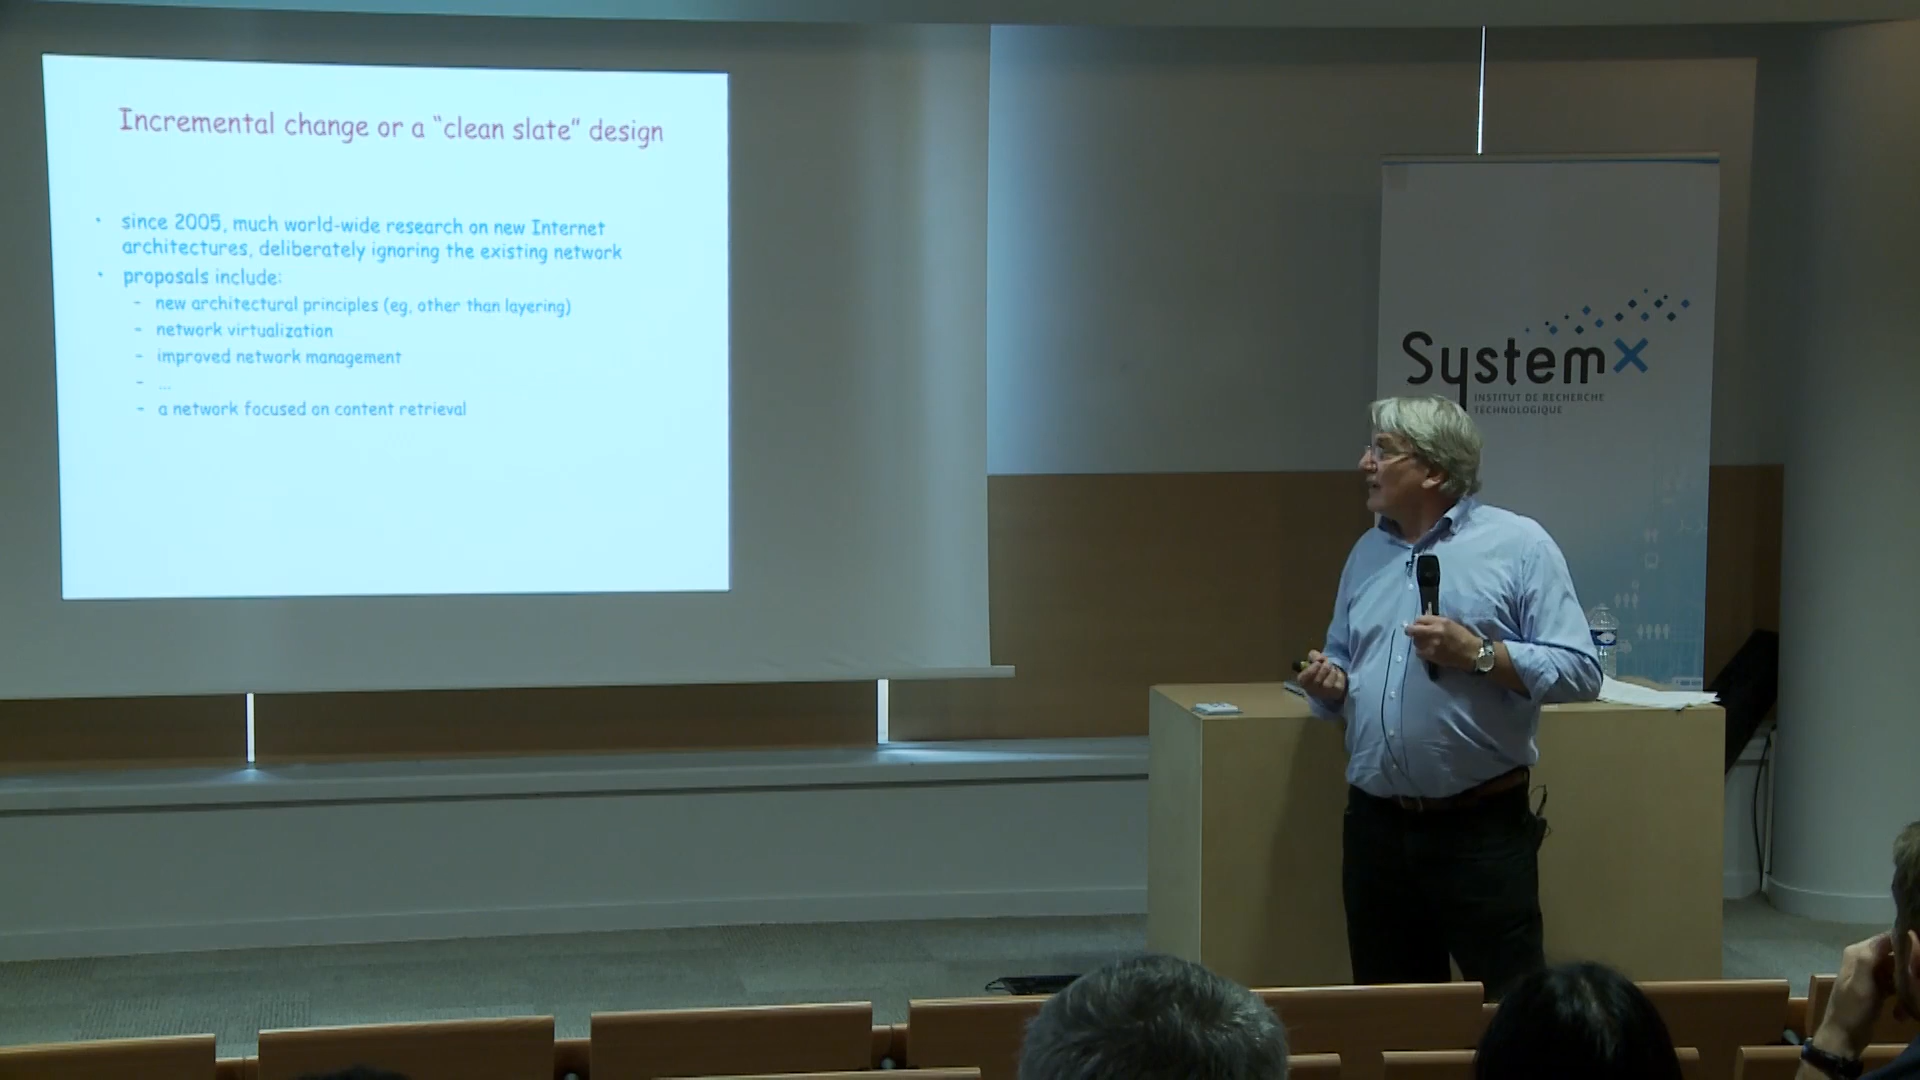 Incremental change or a “clean slate” design
• since 2005, much world-wide research on new Internet
architectures, deliberately ignoring the existing network
• proposals include:
- new architectural principles (eg, other than layering)
- network virtualization
- improved network management
- ...
- a network focused on content retrieval
SystemX
INSTITUT DE RECHERCHE
TECHNOLOGIQUE